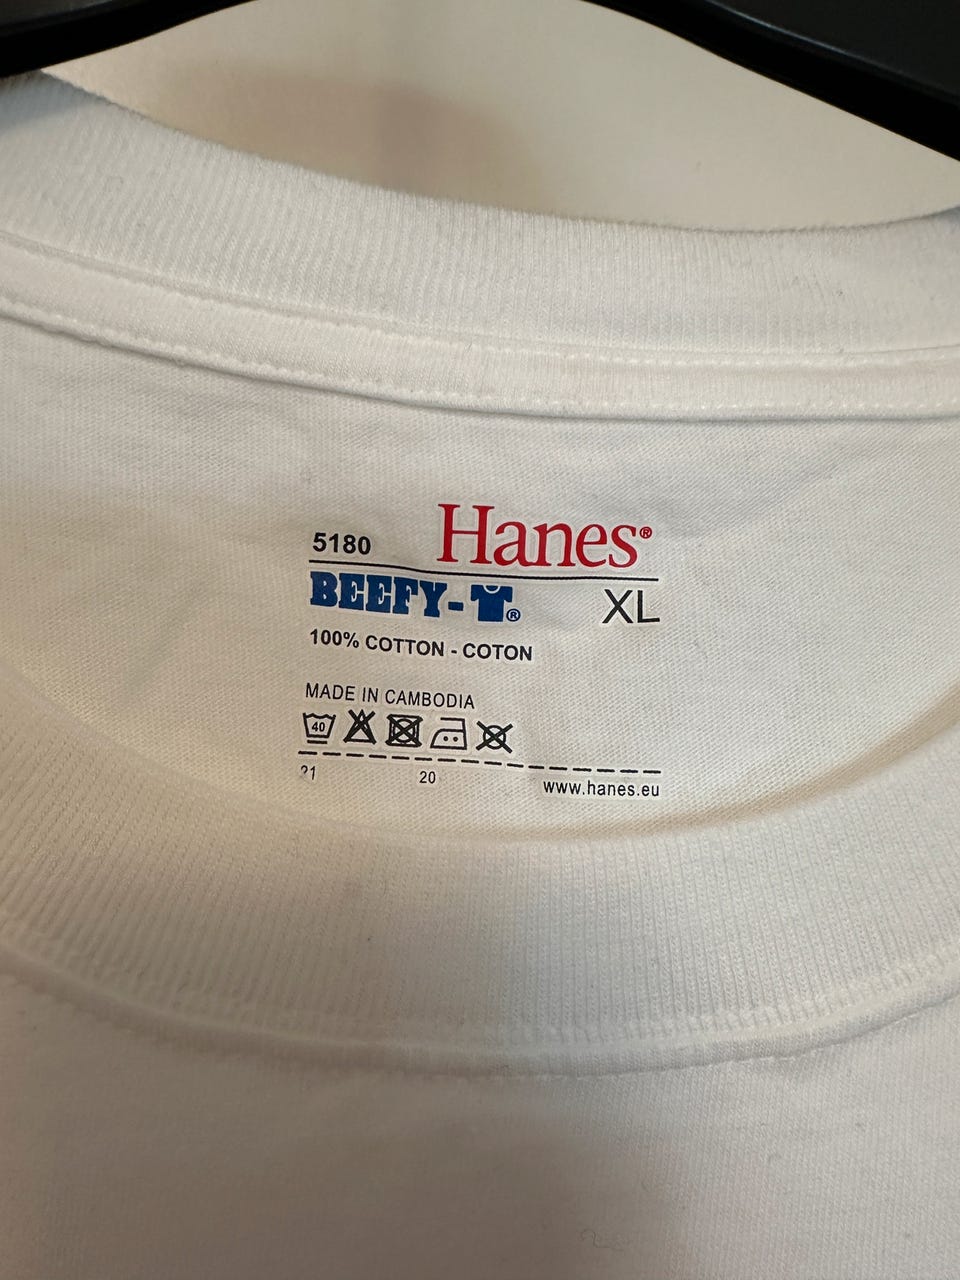 5180 Hanes®
BEEFY-T® XL
100% COTTON - COTON
MADE IN CAMBODIA
40
21 20 www.hanes.eu